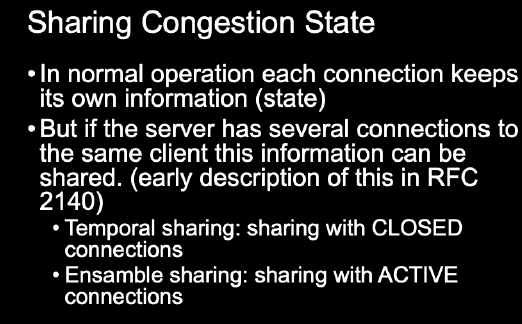 Sharing Congestion State
• In normal operation each connection keeps
its own information (state)
• But if the server has several connections to
the same client this information can be
shared. (early description of this in RFC
2140)
• Temporal sharing: sharing with CLOSED
connections
• Ensamble sharing: sharing with ACTIVE
connections